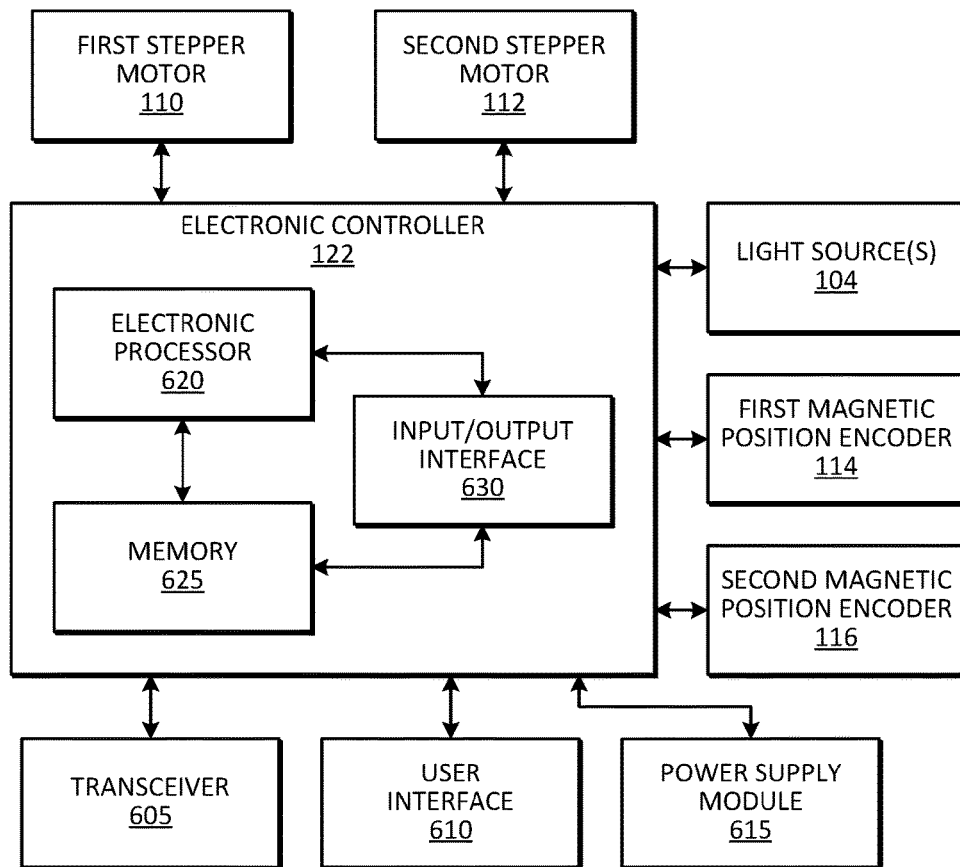 FIRST STEPPER
MOTOR
110
SECOND STEPPER
MOTOR
112
ELECTRONIC CONTROLLER
122
LIGHT SOURCE(S)
104
ELECTRONIC
PROCESSOR
620
INPUT/OUTPUT
INTERFACE
630
FIRST MAGNETIC
POSITION ENCODER
114
MEMORY
625
SECOND MAGNETIC
POSITION ENCODER
116
TRANSCEIVER
605
USER
INTERFACE
610
POWER SUPPLY
MODULE
615